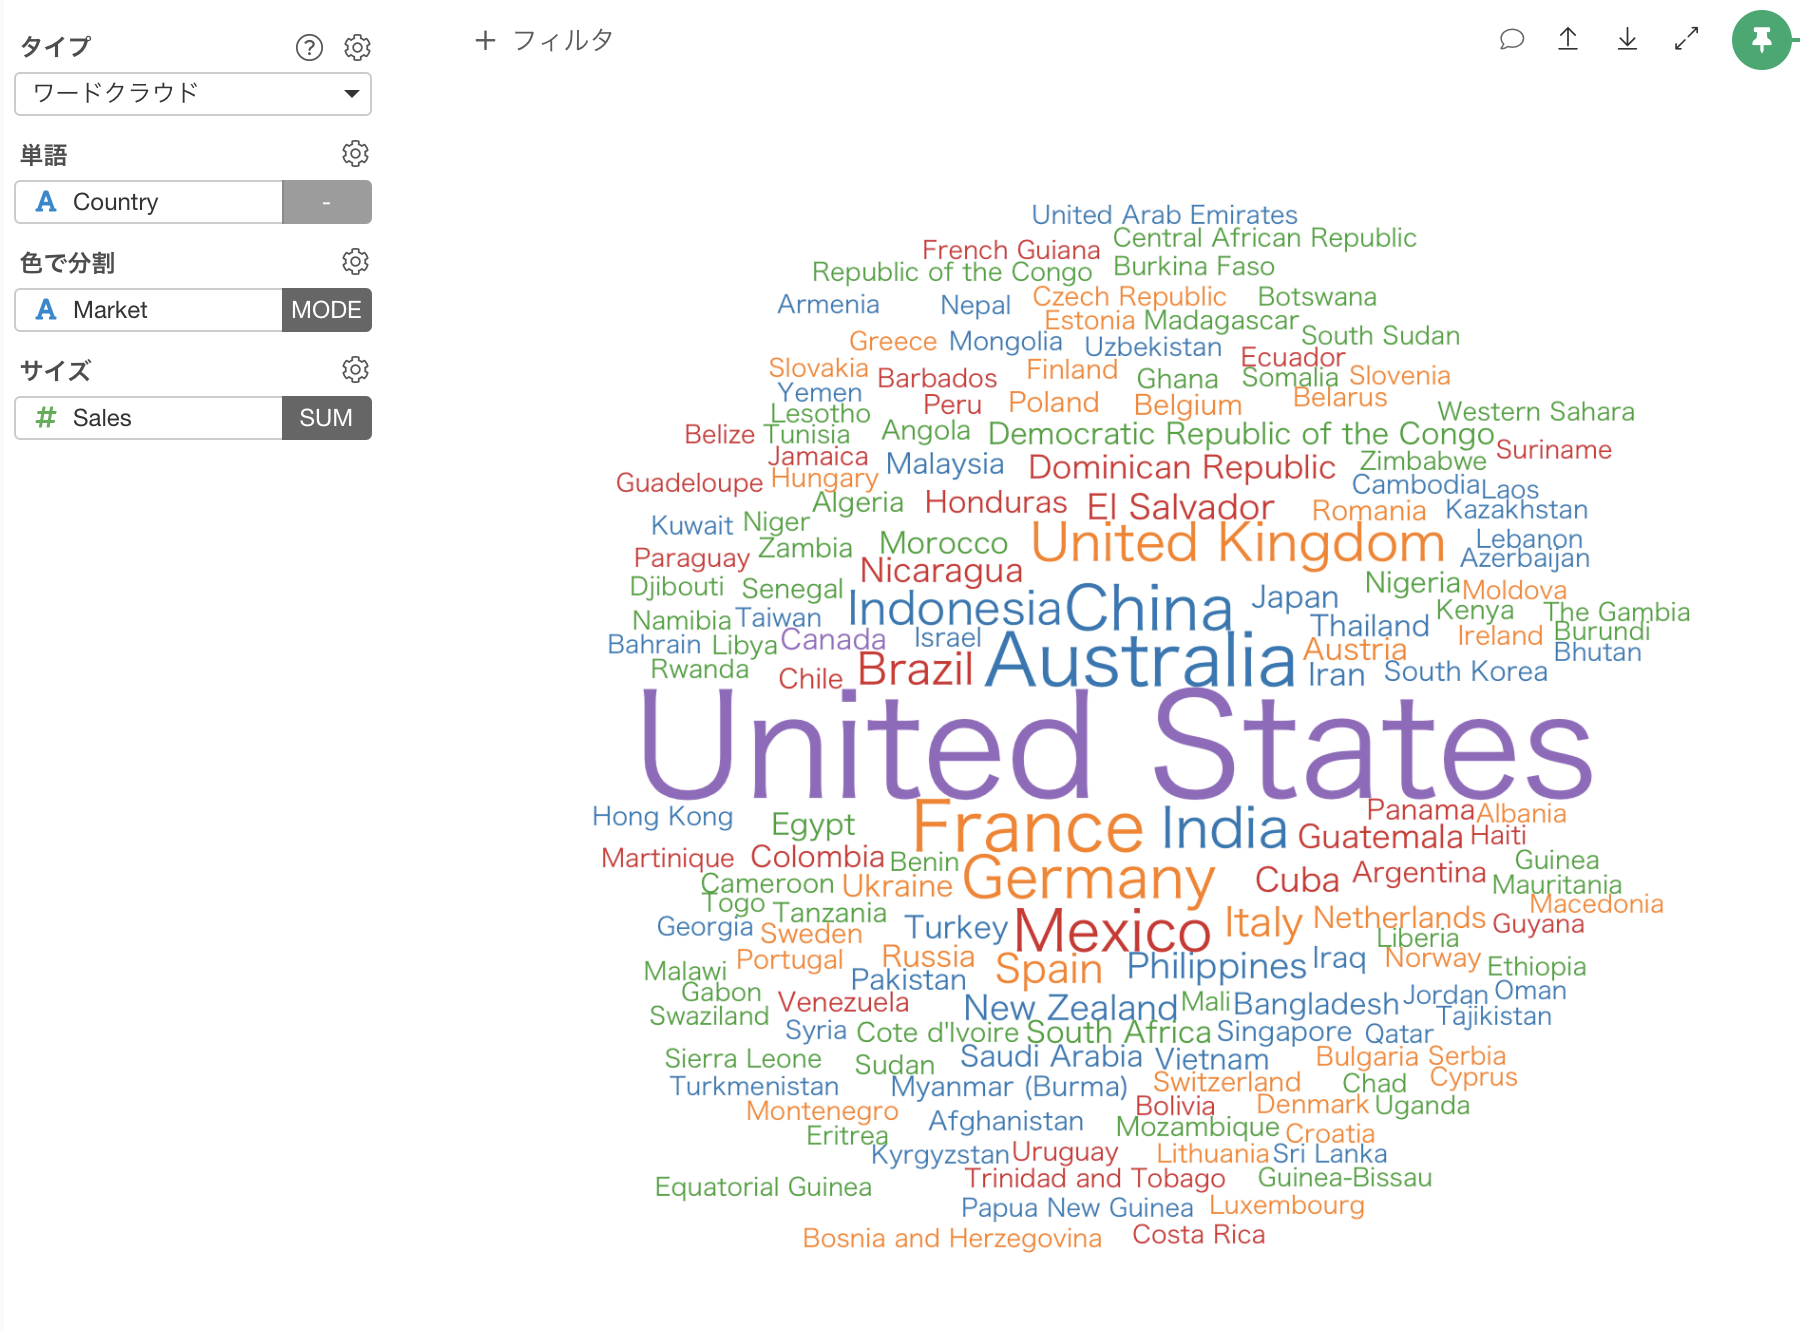 タイプ
ワードクラウド
単語
Country
-
色で分割
Market
MODE
サイズ
Sales
SUM
フィルタ
United Arab Emirates
French Guiana Central African Republic
Republic of the Congo Burkina Faso
Armenia Nepal Czech Republic Botswana
Estonia Madagascar South Sudan
Greece Mongolia Uzbekistan Ecuador
Slovakia Barbados Finland Ghana Somalia Slovenia
Yemen Peru Poland Belgium Belarus
Lesotho Western Sahara
Belize Tunisia Angola Democratic Republic of the Congo Suriname
Jamaica Malaysia Dominican Republic Zimbabwe
Guadeloupe Hungary Cambodia Laos
Algeria Honduras El Salvador Romania Kazakhstan
Kuwait Niger United Kingdom Lebanon
Paraguay Zambia Morocco Azerbaijan
Nicaragua
Djibouti Senegal Nigeria Moldova
Namibia Taiwan Indonesia China Japan Kenya The Gambia
Bahrain Libya Canada Israel Thailand Ireland Burundi
Rwanda Chile Brazil Australia Austria Iran South Korea Bhutan
United States
Hong Kong Egypt France India Panama Albania
Guatemala Haiti
Martinique Colombia Benin Guinea
Cameroon Ukraine Germany Cuba Argentina Mauritania
Togo Tanzania Macedonia
Georgia Sweden Turkey Mexico Italy Netherlands Guyana
Liberia
Malawi Portugal Russia Spain Philippines Iraq Norway Ethiopia
Gabon Pakistan
Swaziland Venezuela New Zealand Mali Bangladesh Jordan Oman
Syria Cote d'Ivoire South Africa Singapore Qatar Tajikistan
Sierra Leone Sudan Saudi Arabia Vietnam Bulgaria Serbia
Turkmenistan Myanmar (Burma) Switzerland Chad Cyprus
Montenegro Afghanistan Bolivia Denmark Uganda
Eritrea Mozambique Croatia
Kyrgyzstan Uruguay Lithuania Sri Lanka
Equatorial Guinea Trinidad and Tobago Guinea-Bissau
Papua New Guinea Luxembourg
Bosnia and Herzegovina Costa Rica